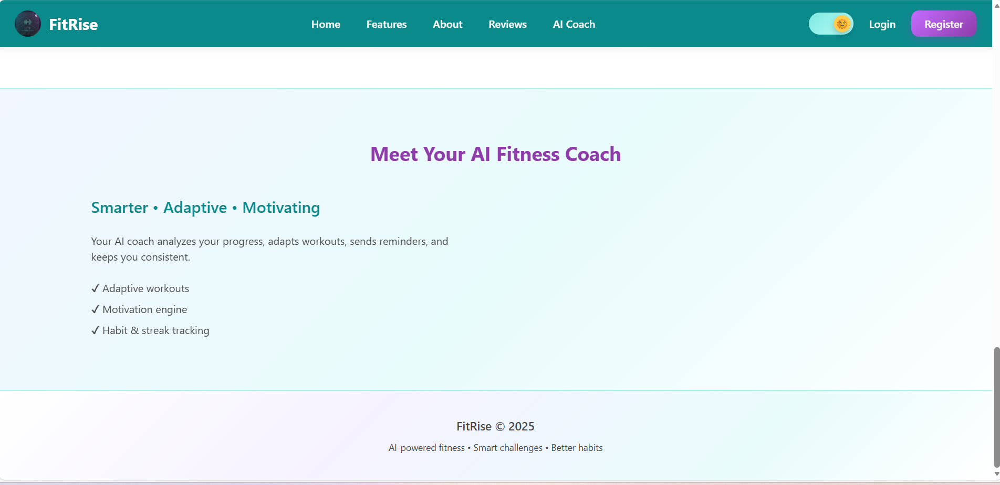 FitRise
Home
Features
About
Reviews
AI Coach
Login
Register
Meet Your AI Fitness Coach
Smarter • Adaptive • Motivating
Your AI coach analyzes your progress, adapts workouts, sends reminders, and
keeps you consistent.
✓ Adaptive workouts
✓ Motivation engine
✓ Habit & streak tracking
FitRise © 2025
AI-powered fitness • Smart challenges • Better habits